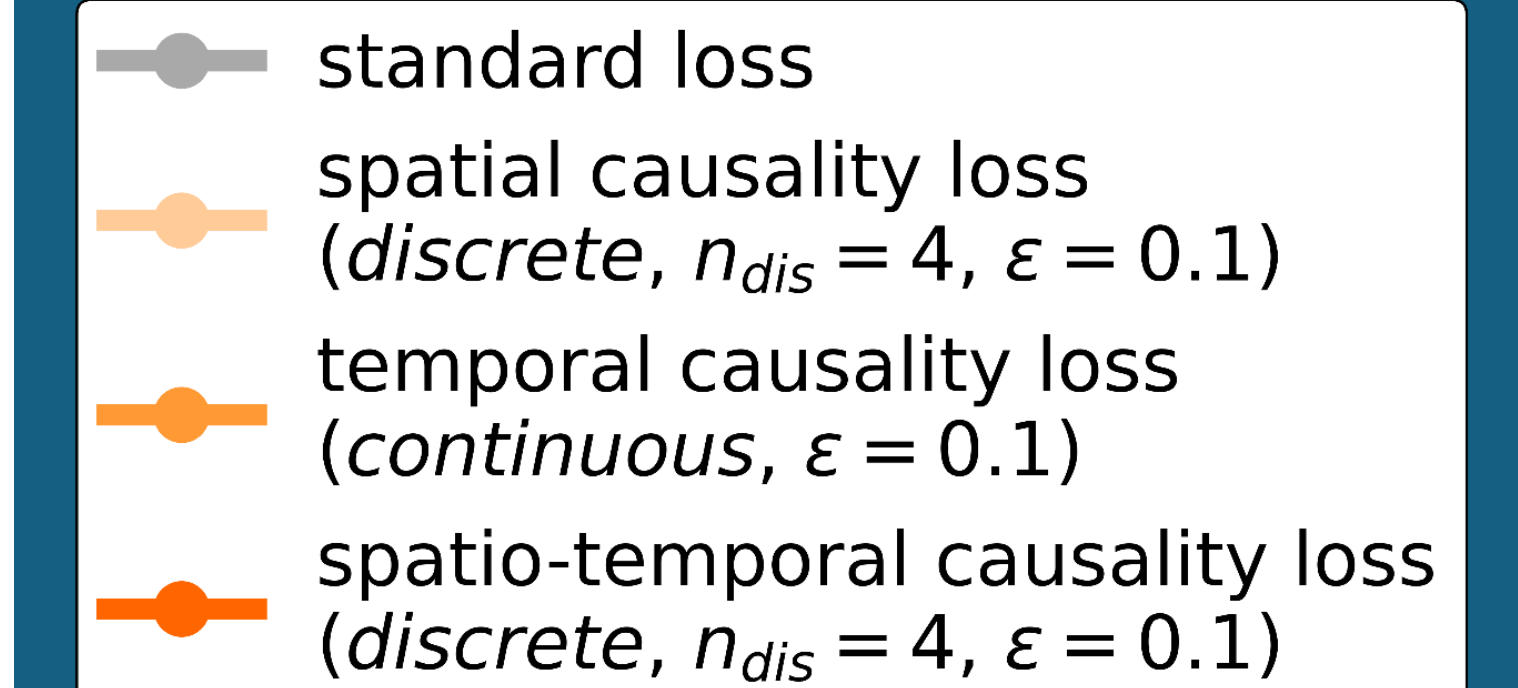 standard loss
spatial causality loss
(discrete, n_dis = 4, ε = 0.1)
temporal causality loss
(continuous, ε = 0.1)
spatio-temporal causality loss
(discrete, n_dis = 4, ε = 0.1)